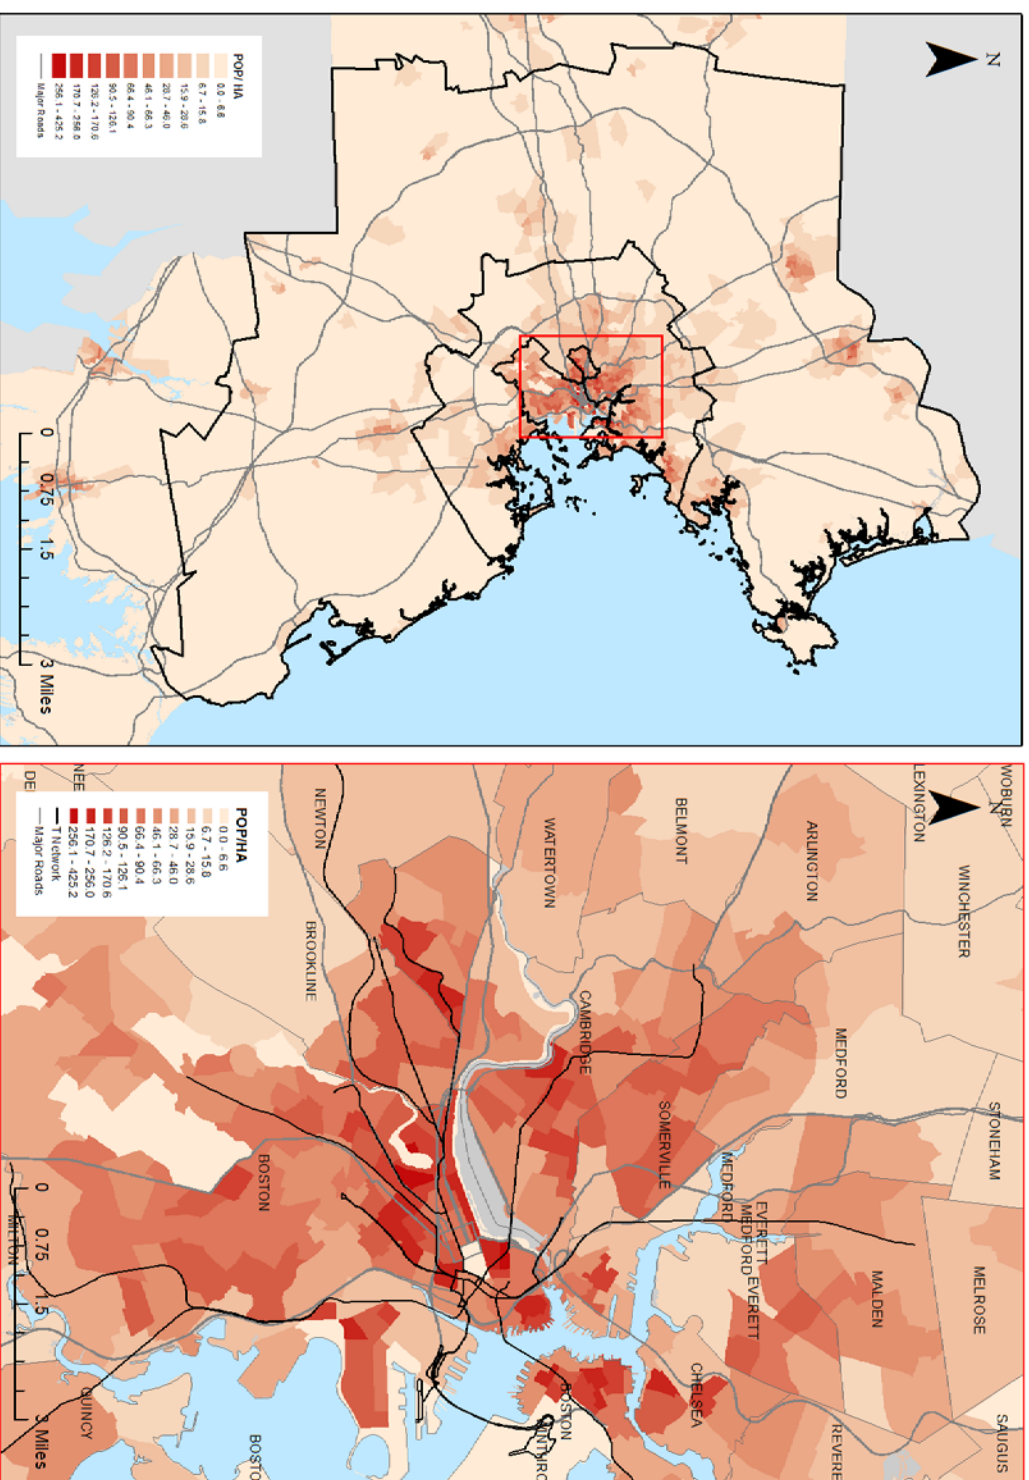 N
POP/ HA
0.0 - 6.6
6.7 - 15.8
15.9 - 28.6
28.7 - 46.0
46.1 - 66.3
66.4 - 90.4
90.5 - 126.1
126.2 - 170.6
170.7 - 256.0
256.1 - 425.2
Major Roads
0 0.75 1.5 3 Miles
N
WOBURN
LEXINGTON
WINCHESTER
STONEHAM
MELROSE
SAUGUS
ARLINGTON
MEDFORD
MALDEN
REVERE
BELMONT
SOMERVILLE
MEDFORD
EVERETT
MEDFORD
EVERETT
CHELSEA
WATERTOWN
CAMBRIDGE
BOSTON
WINTHRO
NEWTON
BROOKLINE
BOSTON
BOSTO
POP/HA
0.0 - 6.6
6.7 - 15.8
15.9 - 28.6
28.7 - 46.0
46.1 - 66.3
66.4 - 90.4
90.5 - 126.1
126.2 - 170.6
170.7 - 256.0
256.1 - 425.2
T Network
Major Roads
NEE
DE
MILTON
QUINCY
0 0.75 1.5 3 Miles